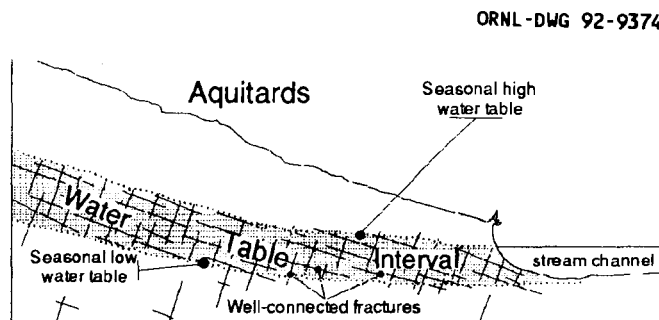 ORNL-DWG 92-9374
Aquitards
Seasonal high
water table
Water
Table
Interval
stream channel
Seasonal low
water table
Well-connected fractures